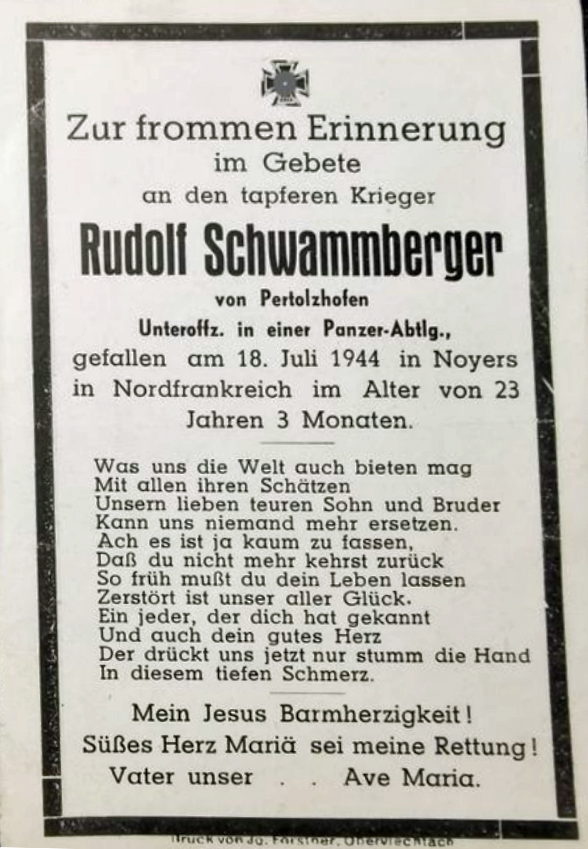 Zur frommen Erinnerung
im Gebete
an den tapferen Krieger
Rudolf Schwammberger
von Pertolzhofen
Unteroffz. in einer Panzer-Abtlg.,
gefallen am 18. Juli 1944 in Noyers
in Nordfrankreich im Alter von 23
Jahren 3 Monaten.
Was uns die Welt auch bieten mag
Mit allen ihren Schätzen
Unsern lieben teuren Sohn und Bruder
Kann uns niemand mehr ersetzen.
Ach es ist ja kaum zu fassen,
Daß du nicht mehr kehrst zurück
So früh mußt du dein Leben lassen
Zerstört ist unser aller Glück.
Ein jeder, der dich hat gekannt
Und auch dein gutes Herz
Der drückt uns jetzt nur stumm die Hand
In diesem tiefen Schmerz.
Mein Jesus Barmherzigkeit!
Süßes Herz Mariä sei meine Rettung!
Vater unser . . Ave Maria.
Druck von Jg. Forstner, Oberviechtach